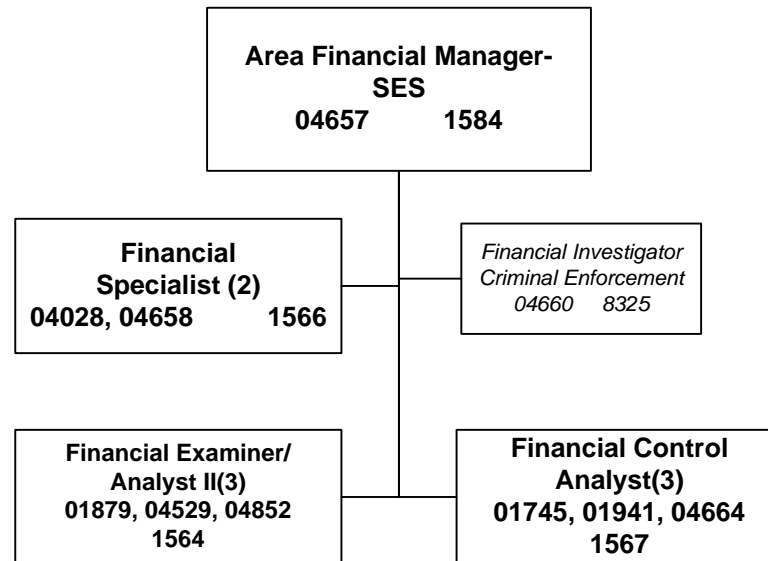 Area Financial Manager-
SES
04657 1584
Financial
Specialist (2)
04028, 04658 1566
Financial Investigator
Criminal Enforcement
04660 8325
Financial Examiner/
Analyst II(3)
01879, 04529, 04852
1564
Financial Control
Analyst(3)
01745, 01941, 04664
1567